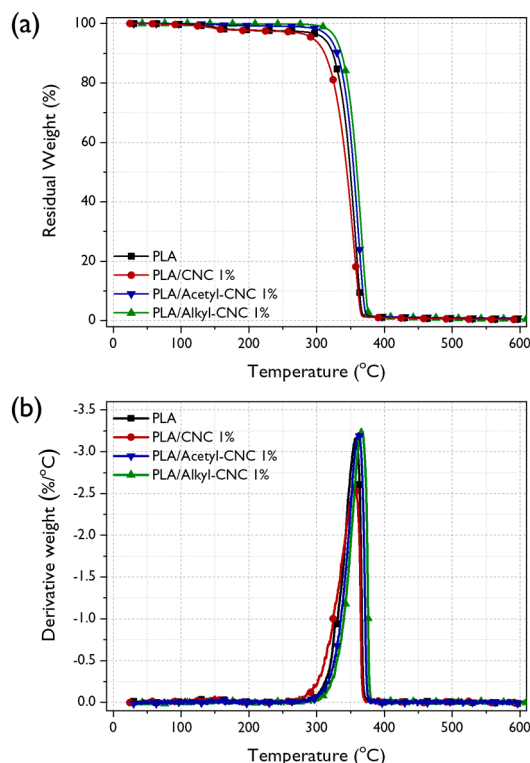 (a)
100
80
60
40
20
0
Residual Weight (%)
PLA
PLA/CNC 1%
PLA/Acetyl-CNC 1%
PLA/Alkyl-CNC 1%
0 100 200 300 400 500 600
Temperature (°C)
(b)
-3.5
-3.0
-2.5
-2.0
-1.5
-1.0
-0.5
0.0
Derivative weight (%/°C)
PLA
PLA/CNC 1%
PLA/Acetyl-CNC 1%
PLA/Alkyl-CNC 1%
0 100 200 300 400 500 600
Temperature (°C)